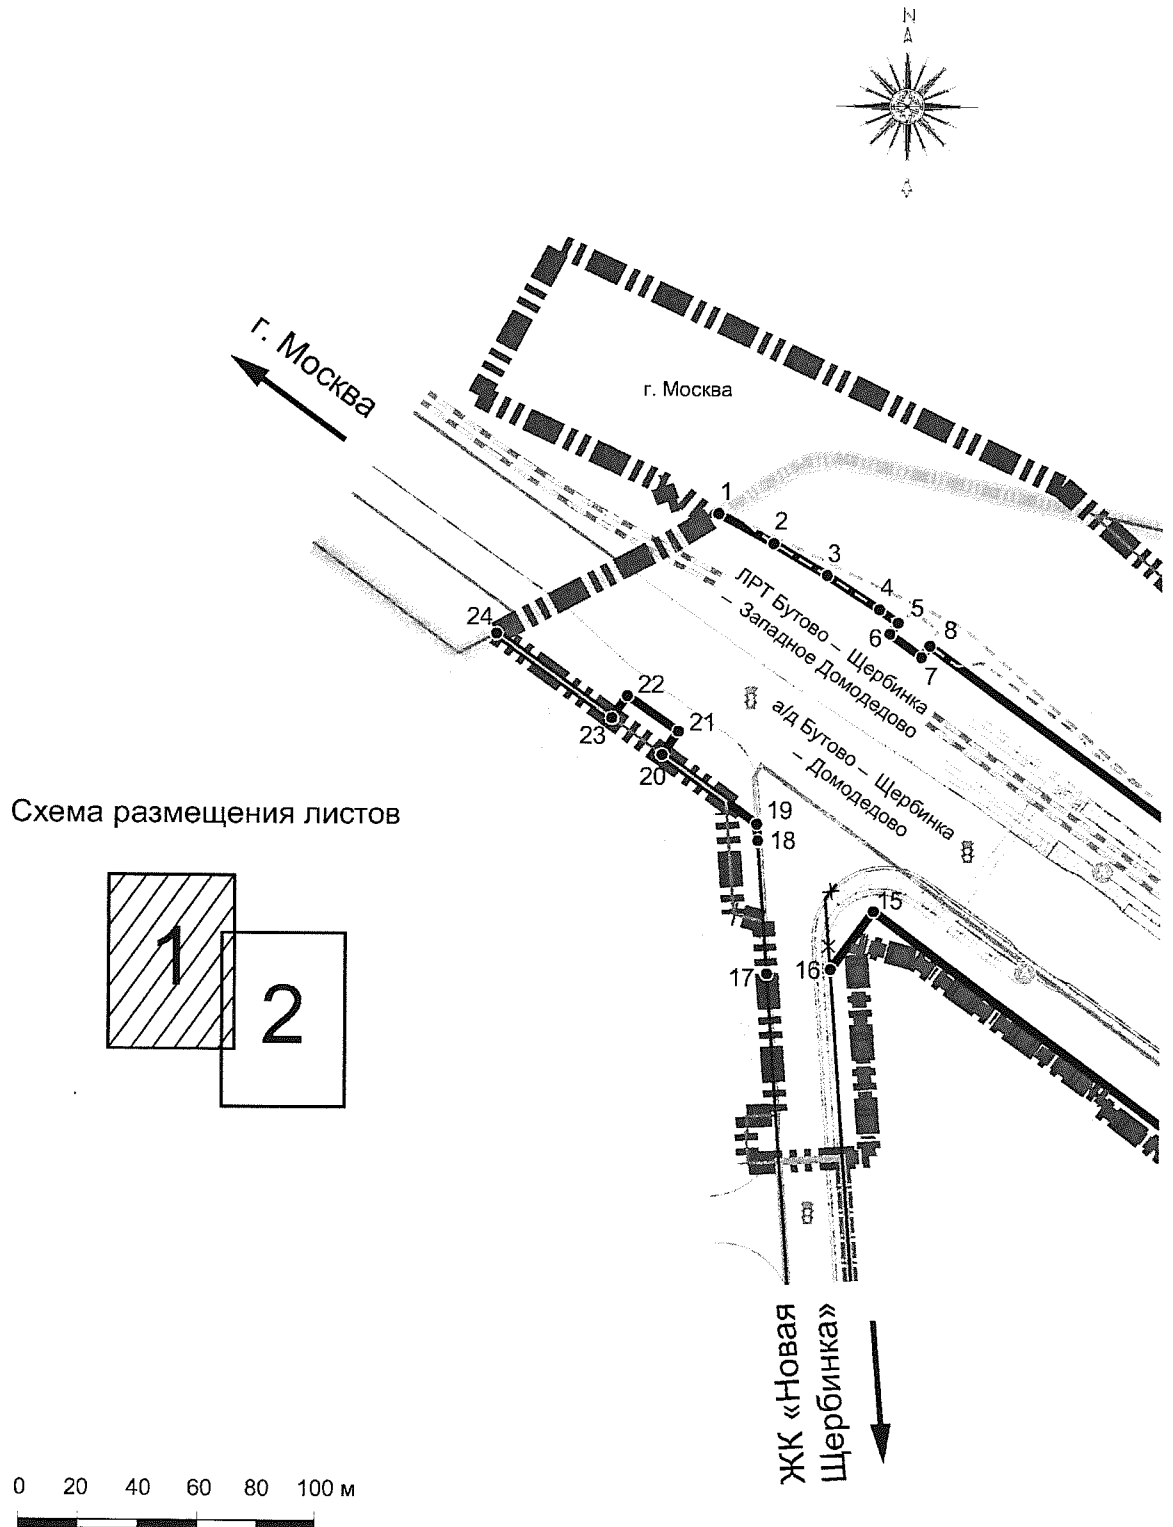 N
г. Москва
г. Москва
1
2
3
4
5
6
7
8
ЛРТ Бутово – Щербинка
– Западное Домодедово
24
22
23
21
20
а/д Бутово – Щербинка
– Домодедово
19
18
Схема размещения листов
1
2
15
16
17
ЖК «Новая
Щербинка»
0 20 40 60 80 100 м